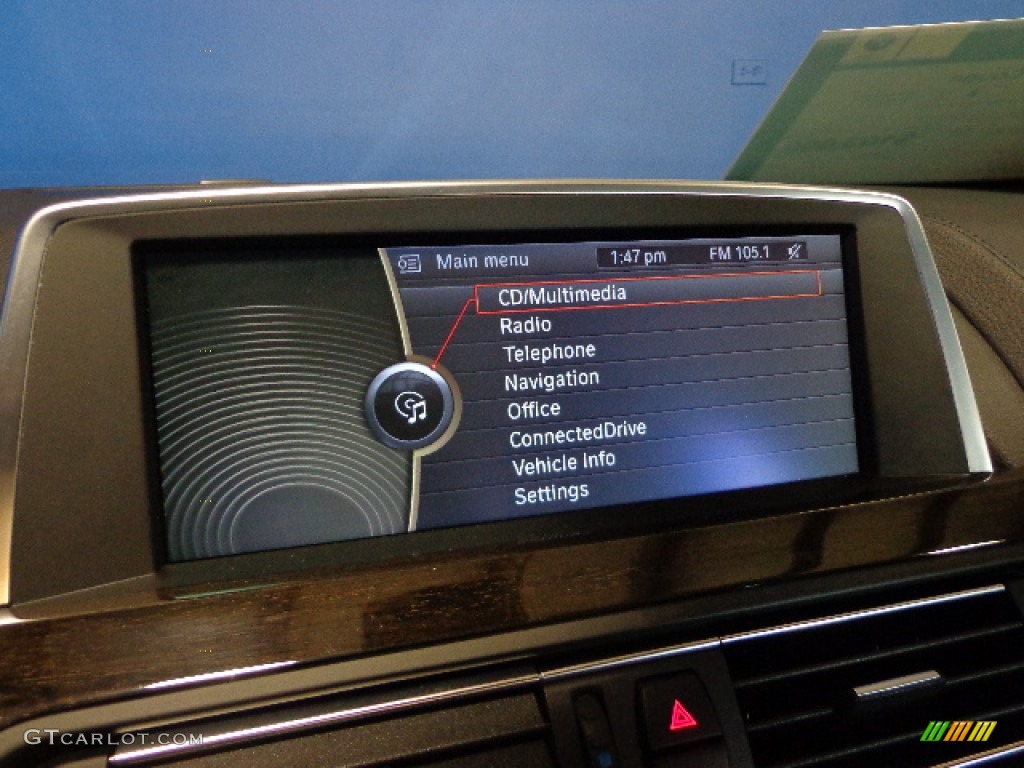 Main menu
1:47 pm
FM 105.1
CD/Multimedia
Radio
Telephone
Navigation
Office
ConnectedDrive
Vehicle Info
Settings
GTCARLOT.COM